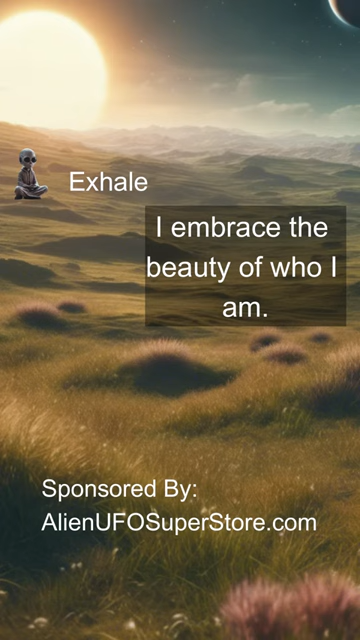 Exhale
I embrace the
beauty of who I
am.
Sponsored By:
AlienUFOSuperStore.com